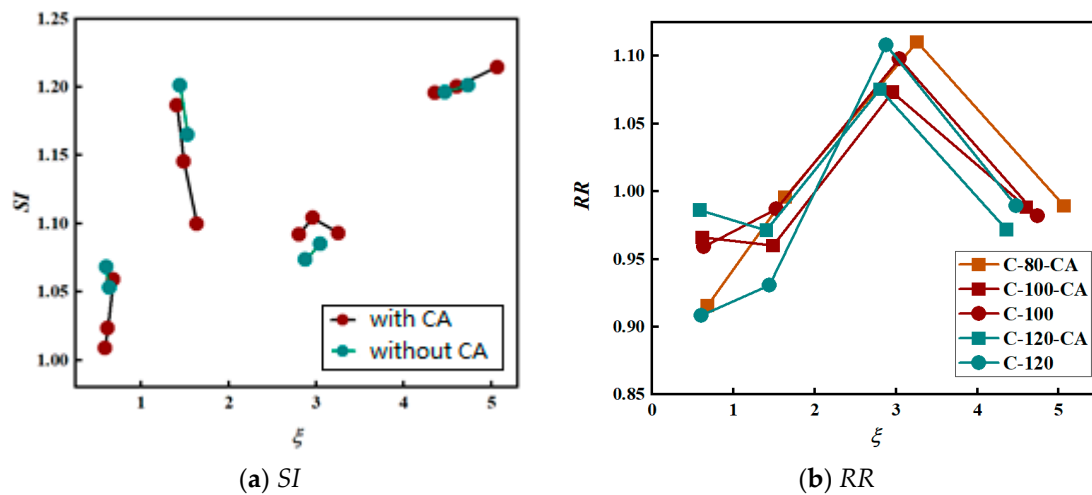 1.25
1.20
1.15
1.10
1.05
1.00
SI
1 2 3 4 5
ξ
with CA
without CA
(a) SI
1.10
1.05
1.00
0.95
0.90
0.85
RR
0 1 2 3 4 5
ξ
C-80-CA
C-100-CA
C-100
C-120-CA
C-120
(b) RR